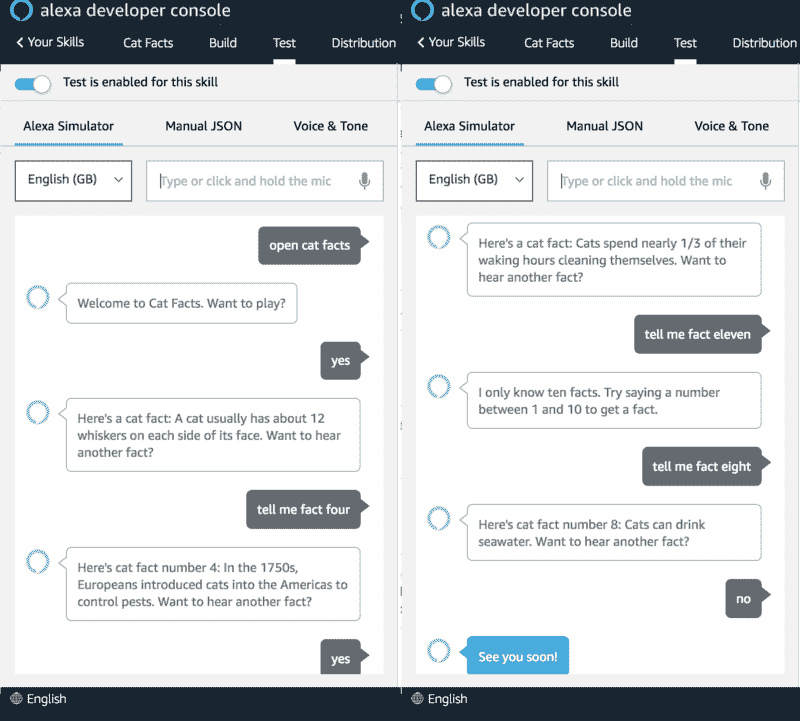 alexa developer console
Your Skills Cat Facts Build Test Distribution
Test is enabled for this skill
Alexa Simulator Manual JSON Voice & Tone
English (GB) Type or click and hold the mic
open cat facts
Welcome to Cat Facts. Want to play?
yes
Here's a cat fact: A cat usually has about 12
whiskers on each side of its face. Want to hear
another fact?
tell me fact four
Here's cat fact number 4: In the 1750s,
Europeans introduced cats into the Americas to
control pests. Want to hear another fact?
yes
English
alexa developer console
Your Skills Cat Facts Build Test Distribution
Test is enabled for this skill
Alexa Simulator Manual JSON Voice & Tone
English (GB) Type or click and hold the mic
Here's a cat fact: Cats spend nearly 1/3 of their
waking hours cleaning themselves. Want to
hear another fact?
tell me fact eleven
I only know ten facts. Try saying a number
between 1 and 10 to get a fact.
tell me fact eight
Here's cat fact number 8: Cats can drink
seawater. Want to hear another fact?
no
See you soon!
English